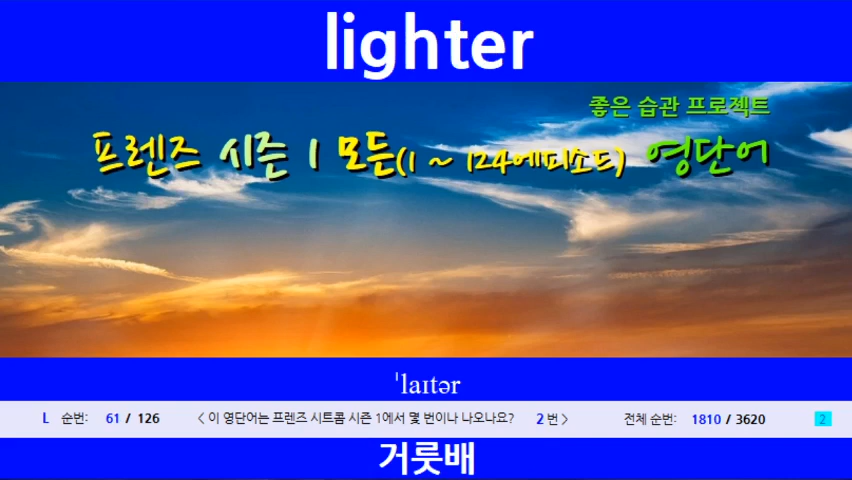 lighter
좋은 습관 프로젝트
프렌즈 시즌 1 모든(1 ~ 124에피소드) 영단어
ˈlaɪtər
L 순번: 61 / 126 < 이 영단어는 프렌즈 시트콤 시즌 1에서 몇 번이나 나오나요? 2 번 > 전체 순번: 1810 / 3620 2
거룻배